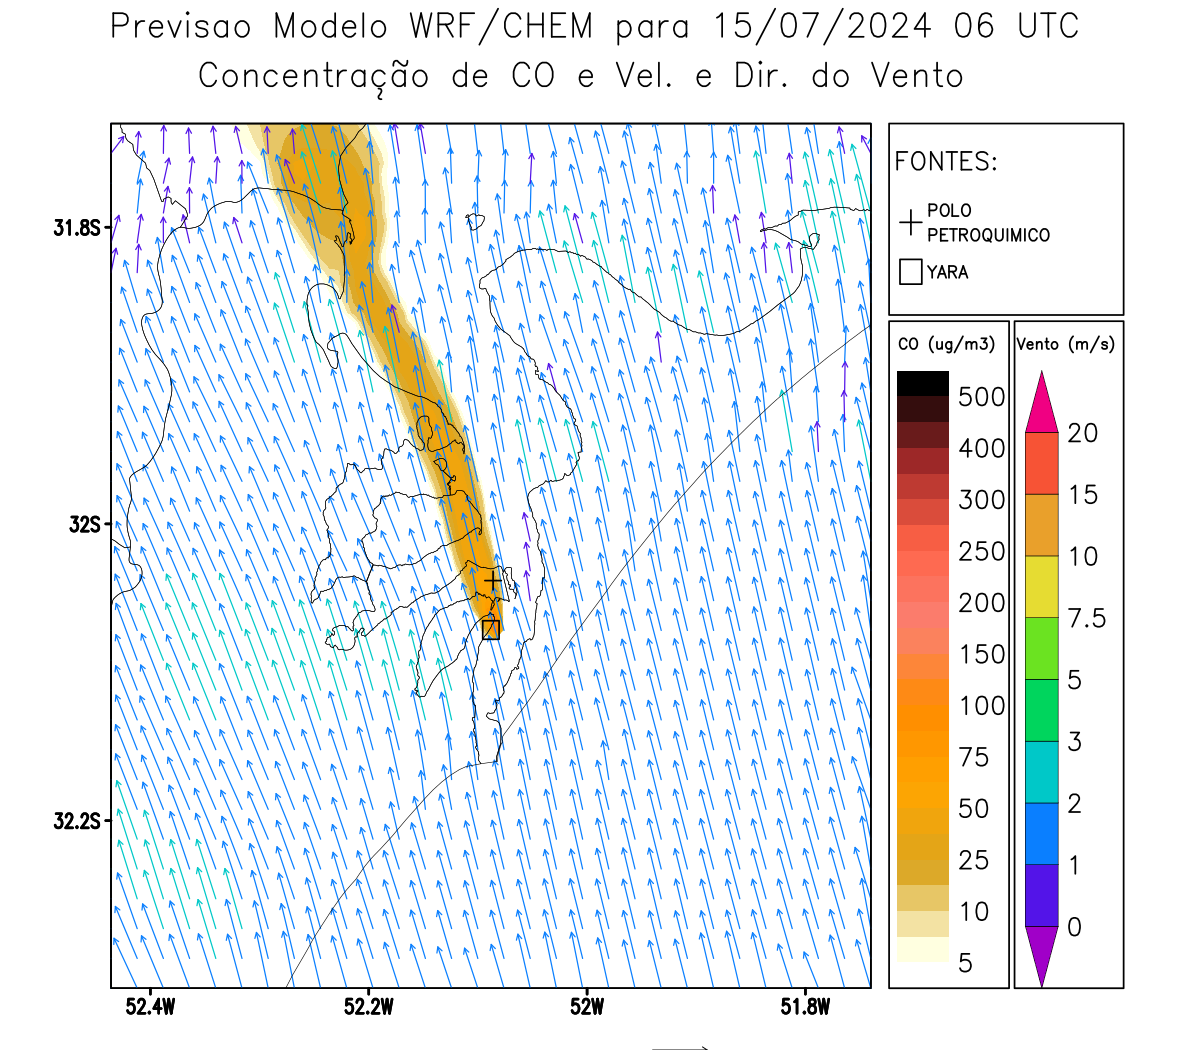 Previsao Modelo WRF/CHEM para 15/07/2024 06 UTC
Concentração de CO e Vel. e Dir. do Vento
FONTES:
POLO
PETROQUIMICO
YARA
31.8S
32S
32.2S
52.4W
52.2W
52W
51.8W
CO (ug/m3)
500
400
300
250
200
150
100
75
50
25
10
5
Vento (m/s)
20
15
10
7.5
5
3
2
1
0